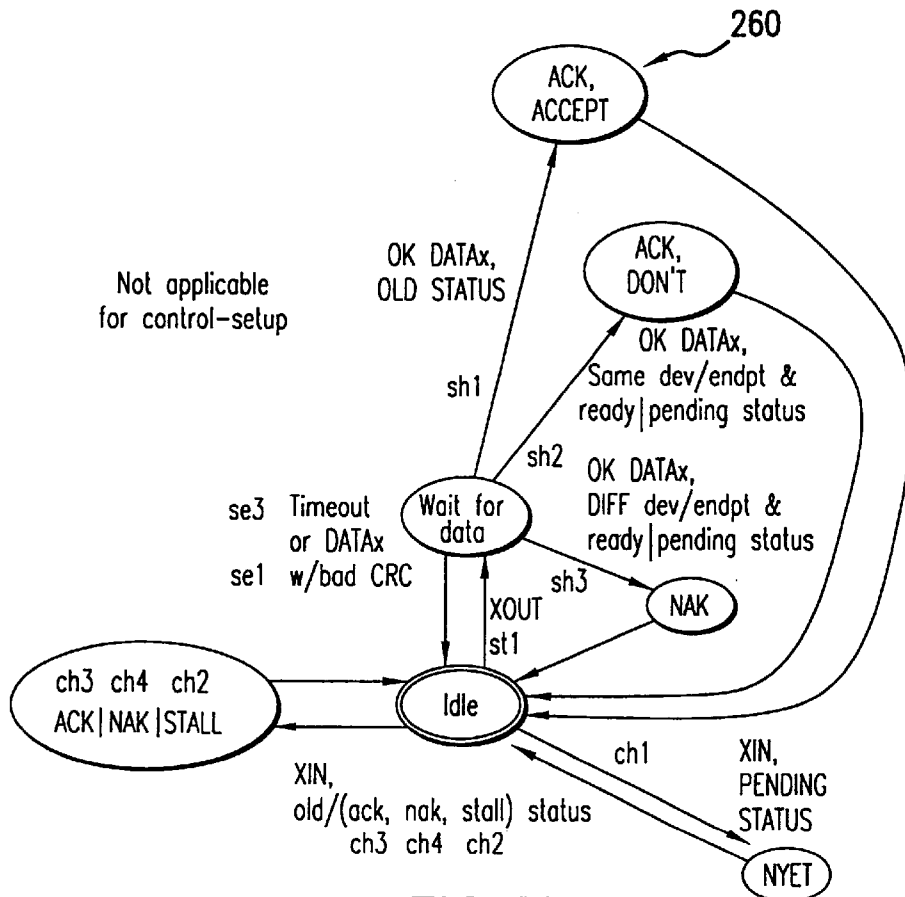 260
ACK,
ACCEPT
OK DATAx,
OLD STATUS
Not applicable
for control-setup
ACK,
DON'T
OK DATAx,
Same dev/endpt &
ready|pending status
sh1
sh2
OK DATAx,
DIFF dev/endpt &
ready|pending status
Wait for
data
se3 Timeout
or DATAx
se1 w/bad CRC
sh3
NAK
XOUT
st1
ch3 ch4 ch2
ACK|NAK|STALL
Idle
ch1
XIN,
PENDING
STATUS
XIN,
old/(ack, nak, stall) status
ch3 ch4 ch2
NYET